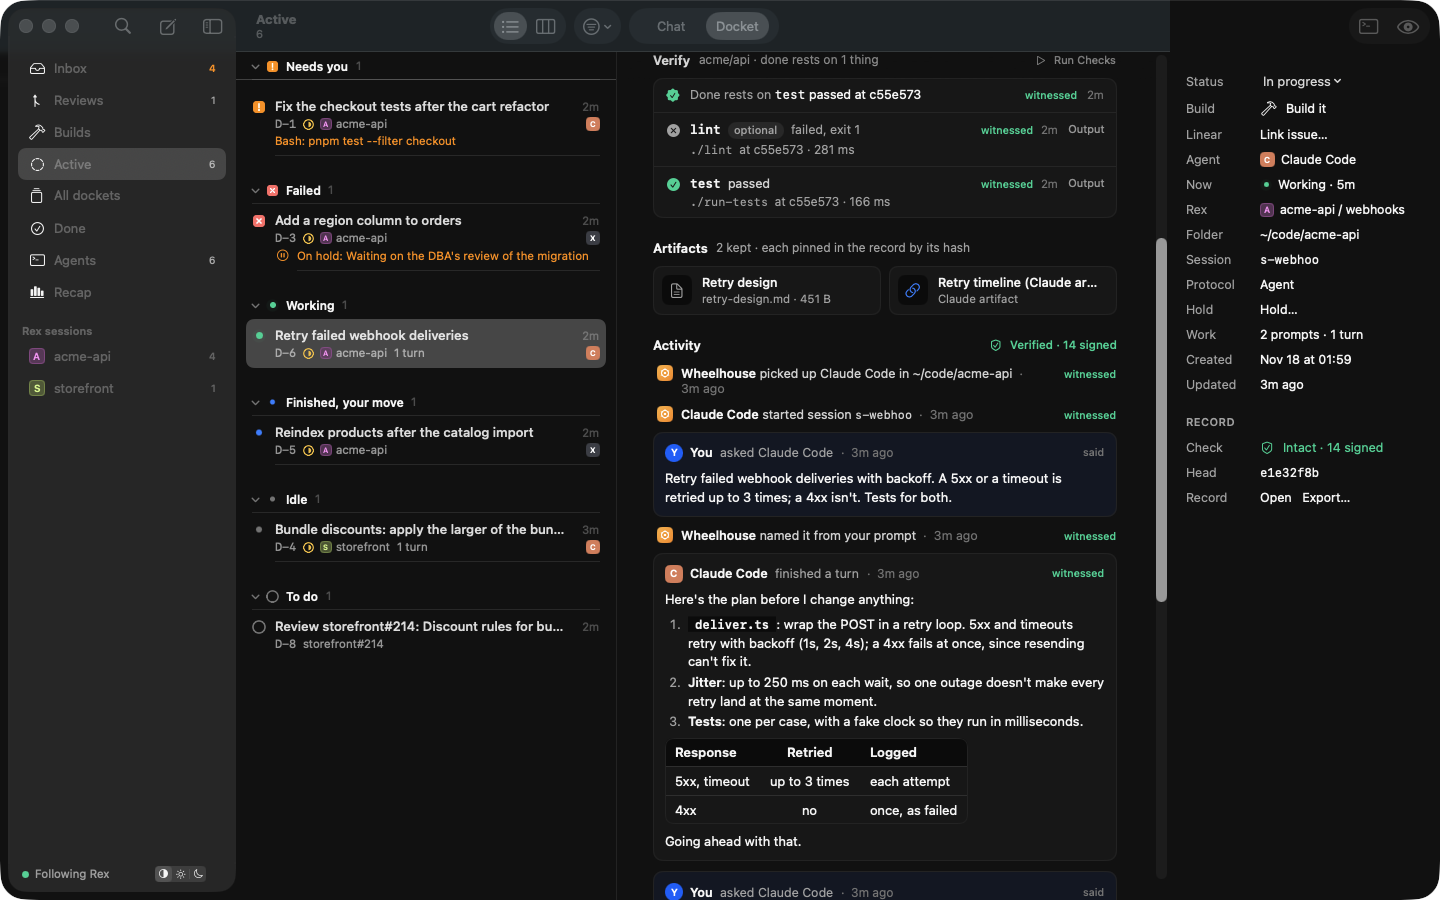 Inbox 4
Reviews 1
Builds
Active 6
All dockets
Done
Agents 6
Recap
Rex sessions
A acme-api 4
S storefront 1
Following Rex
Active
6
Needs you 1
Fix the checkout tests after the cart refactor 2m
D–1 A acme-api C
Bash: pnpm test --filter checkout
Failed 1
Add a region column to orders 2m
D–3 A acme-api X
On hold: Waiting on the DBA's review of the migration
Working 1
Retry failed webhook deliveries 2m
D–6 A acme-api 1 turn C
Finished, your move 1
Reindex products after the catalog import 2m
D–5 A acme-api X
Idle 1
Bundle discounts: apply the larger of the bun... 3m
D–4 S storefront 1 turn C
To do 1
Review storefront#214: Discount rules for bu... 2m
D–8 storefront#214
Chat Docket
Verify acme/api · done rests on 1 thing Run Checks
Done rests on test passed at c55e573 witnessed 2m
lint optional failed, exit 1 witnessed 2m Output
./lint at c55e573 · 281 ms
test passed witnessed 2m Output
./run-tests at c55e573 · 166 ms
Artifacts 2 kept · each pinned in the record by its hash
Retry design
retry-design.md · 451 B
Retry timeline (Claude ar...
Claude artifact
Activity Verified · 14 signed
Wheelhouse picked up Claude Code in ~/code/acme-api · witnessed
3m ago
Claude Code started session s-webhoo · 3m ago witnessed
Y You asked Claude Code · 3m ago said
Retry failed webhook deliveries with backoff. A 5xx or a timeout is
retried up to 3 times; a 4xx isn't. Tests for both.
Wheelhouse named it from your prompt · 3m ago witnessed
C Claude Code finished a turn · 3m ago witnessed
Here's the plan before I change anything:
1. deliver.ts : wrap the POST in a retry loop. 5xx and timeouts
retry with backoff (1s, 2s, 4s); a 4xx fails at once, since resending
can't fix it.
2. Jitter: up to 250 ms on each wait, so one outage doesn't make every
retry land at the same moment.
3. Tests: one per case, with a fake clock so they run in milliseconds.
Response Retried Logged
5xx, timeout up to 3 times each attempt
4xx no once, as failed
Going ahead with that.
Y You asked Claude Code · 3m ago said
Status In progress
Build Build it
Linear Link issue...
Agent C Claude Code
Now Working · 5m
Rex A acme-api / webhooks
Folder ~/code/acme-api
Session s-webhoo
Protocol Agent
Hold Hold...
Work 2 prompts · 1 turn
Created Nov 18 at 01:59
Updated 3m ago
RECORD
Check Intact · 14 signed
Head e1e32f8b
Record Open Export...